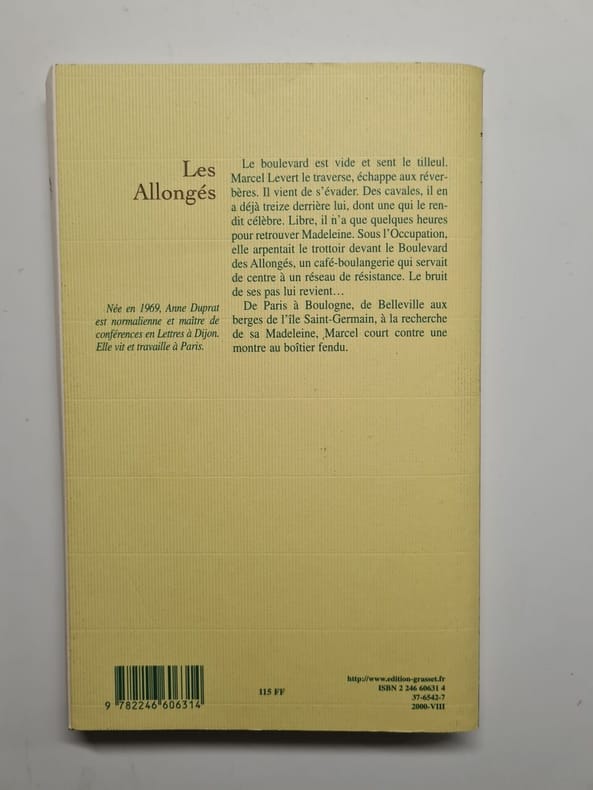 Les
Allongés
Le boulevard est vide et sent le tilleul.
Marcel Levert le traverse, échappe aux réver-
bères. Il vient de s'évader. Des cavales, il en
a déjà treize derrière lui, dont une qui le ren-
dit célèbre. Libre, il n'a que quelques heures
pour retrouver Madeleine. Sous l'Occupation,
elle arpentait le trottoir devant le Boulevard
des Allongés, un café-boulangerie qui servait
de centre à un réseau de résistance. Le bruit
de ses pas lui revient…
De Paris à Boulogne, de Belleville aux
berges de l'île Saint-Germain, à la recherche
de sa Madeleine, Marcel court contre une
montre au boîtier fendu.
Née en 1969, Anne Duprat
est normalienne et maître de
conférences en Lettres à Dijon.
Elle vit et travaille à Paris.
9 782246 606314
115 FF
http://www.edition-grasset.fr
ISBN 2 246 60631 4
37-6542-7
2000-VIII